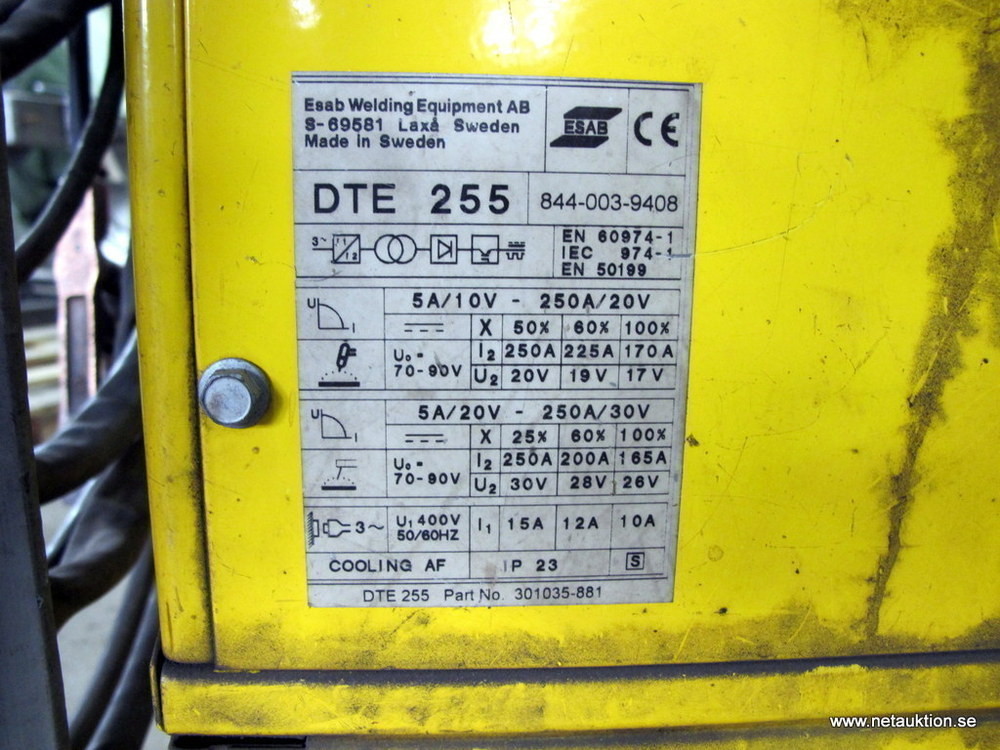 Esab Welding Equipment AB
S-69581 Laxå Sweden
Made in Sweden
ESAB
CE
DTE 255
844-003-9408
3~
EN 60974-1
IEC 974-1
EN 50199
U I
5A/10V - 250A/20V
X 50% 60% 100%
U₀ = 70-90V
I₂ 250A 225A 170A
U₂ 20V 19V 17V
U I
5A/20V - 250A/30V
X 25% 60% 100%
U₀ = 70-90V
I₂ 250A 200A 165A
U₂ 30V 28V 26V
3~ U₁ 400V 50/60HZ I₁ 15A 12A 10A
COOLING AF IP 23 S
DTE 255 Part No. 301035-881
www.netauktion.se